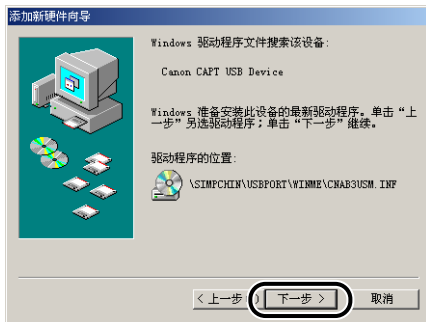 添加新硬件向导
Windows 驱动程序文件搜索该设备:
Canon CAPT USB Device
Windows 准备安装此设备的最新驱动程序。单击“上
一步”另选驱动程序；单击“下一步”继续。
驱动程序的位置:
\SIMPCHIN\USBPORT\WINME\CNAB3USM.INF
< 上一步
下一步 >
取消